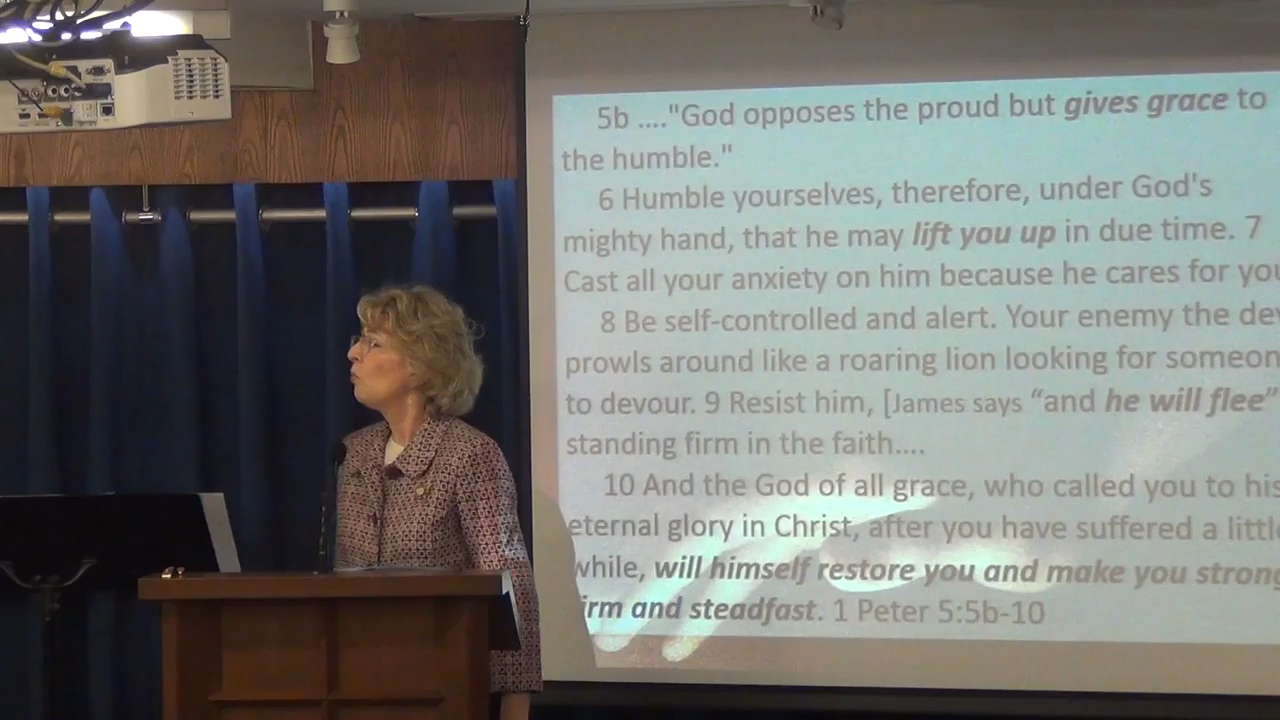 5b ...."God opposes the proud but gives grace to
the humble."
6 Humble yourselves, therefore, under God's
mighty hand, that he may lift you up in due time. 7
Cast all your anxiety on him because he cares for you
8 Be self-controlled and alert. Your enemy the dev
prowls around like a roaring lion looking for someon
to devour. 9 Resist him, [James says “and he will flee”
standing firm in the faith....
10 And the God of all grace, who called you to his
eternal glory in Christ, after you have suffered a little
while, will himself restore you and make you strong
irm and steadfast. 1 Peter 5:5b-10